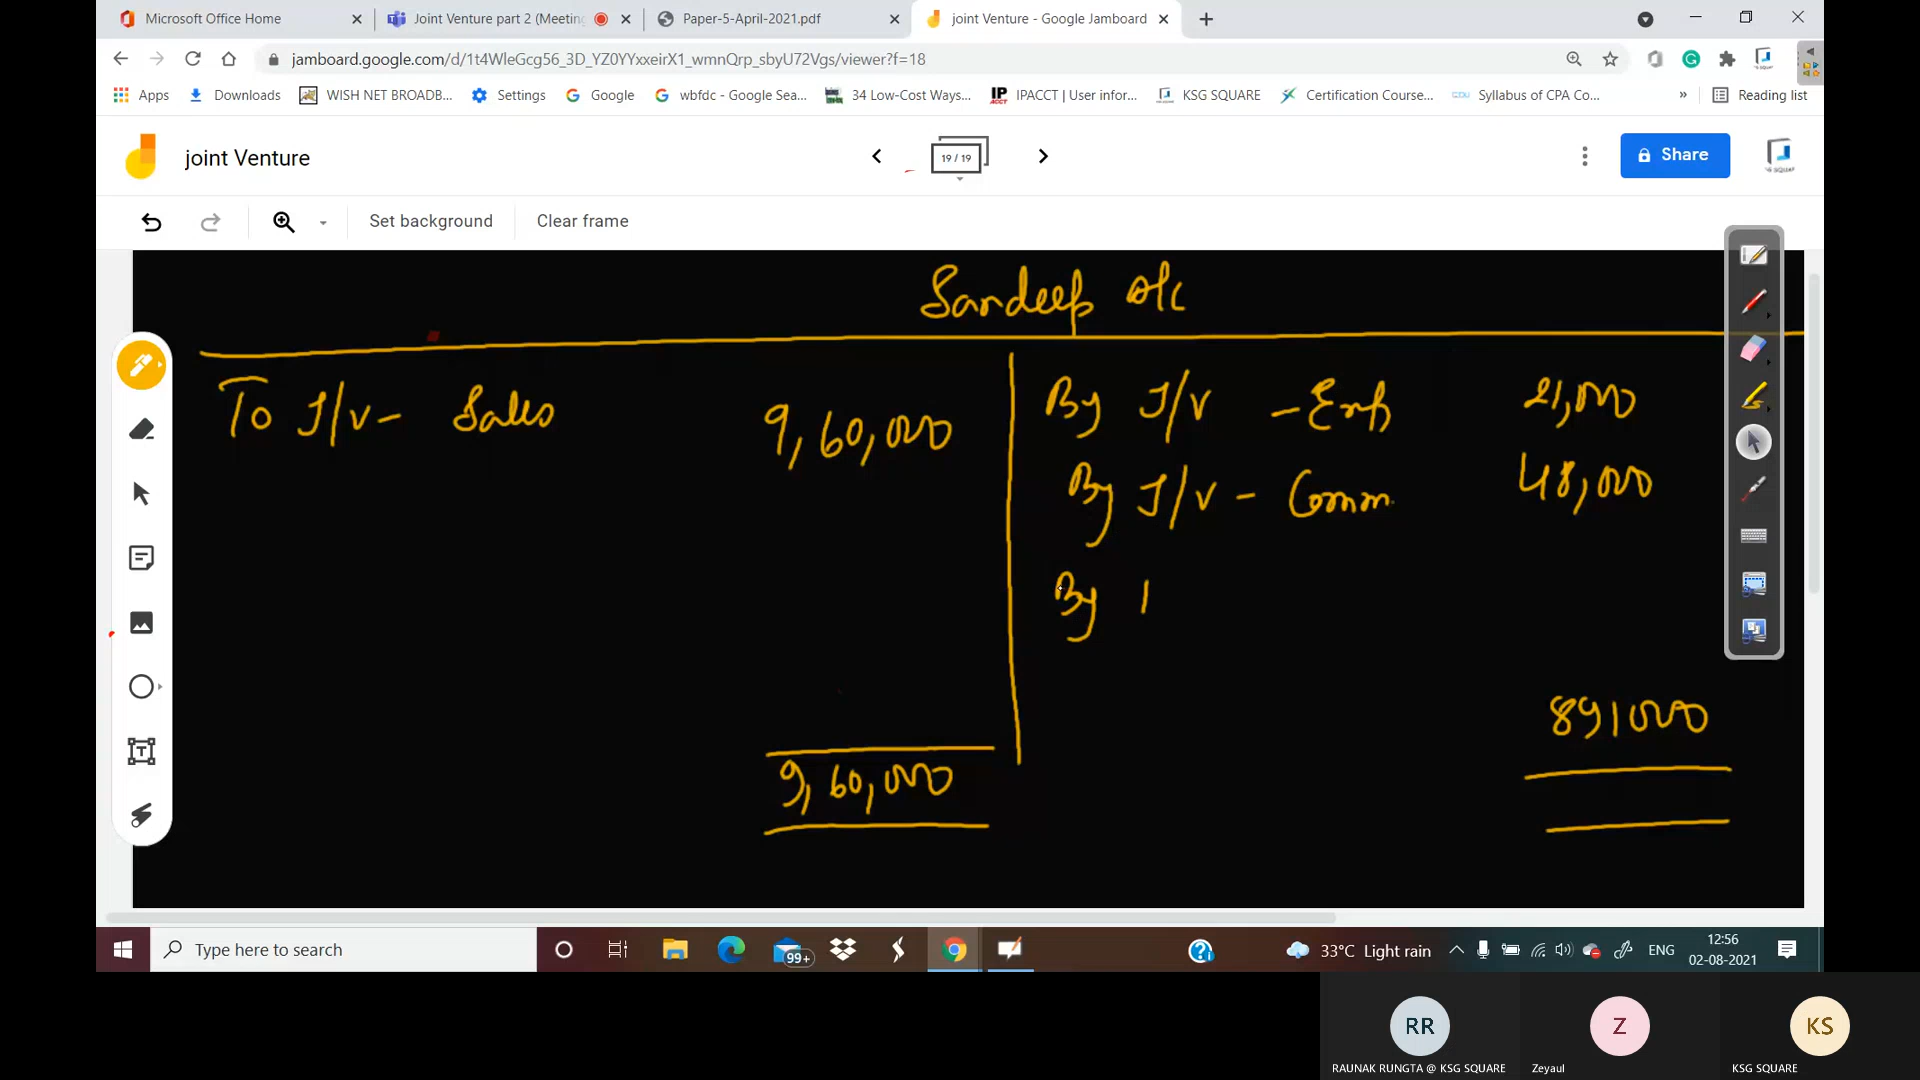 Microsoft Office Home
Joint Venture part 2 (Meetin
Paper-5-April-2021.pdf
joint Venture - Google Jamboard
jamboard.google.com/d/1t4WleGcg56_3D_YZ0YYxxeirX1_wmnQrp_sbyU72Vgs/viewer?f=18
Apps Downloads WISH NET BROADB... Settings Google wbfdc - Google Sea... 34 Low-Cost Ways... IPACCT | User infor... KSG SQUARE Certification Course... Syllabus of CPA Co... » Reading list
joint Venture
19 / 19
Share
Set background Clear frame
Sandeep A/c
To J/V - Sales 9,60,000 By J/V - Exp 21,000
By J/V - Comm. 48,000
By
891000
9,60,000
Type here to search
99+
33°C Light rain
ENG
12:56
02-08-2021
RR Z KS
RAUNAK RUNGTA @ KSG SQUARE Zeyaul KSG SQUARE